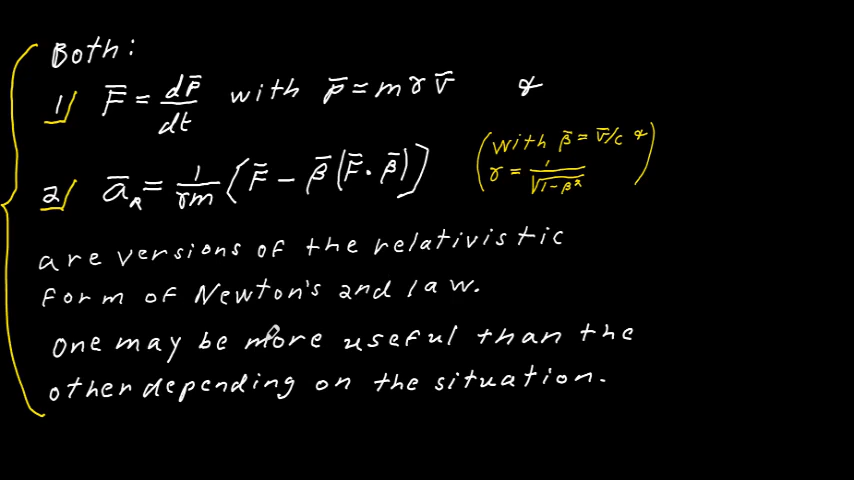 Both:
1) F̄ = dp̄/dt with p̄ = mγv̄ &
2) ā_R = 1/γm [F̄ - β̄(F̄·β̄)] (with β̄ = v̄/c & γ = 1/√1-β²)
are versions of the relativistic
form of Newton's 2nd law.
One may be more useful than the
other depending on the situation.